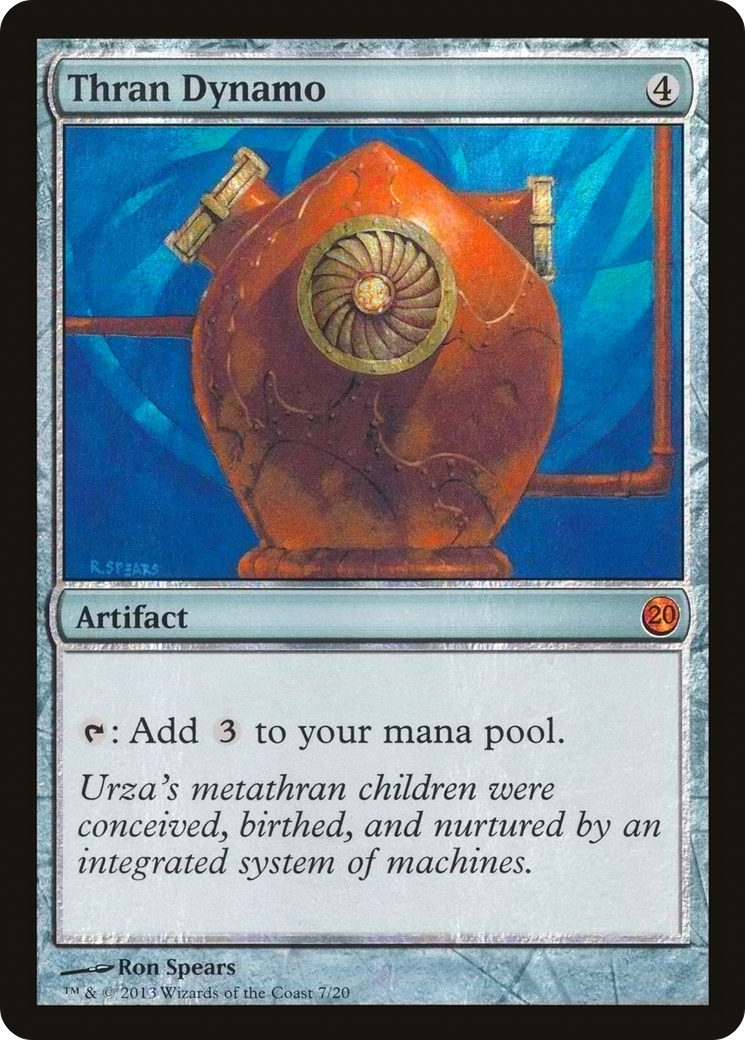 Thran Dynamo
4
R. SPEARS
Artifact
20
: Add 3 to your mana pool.
Urza's metathran children were
conceived, birthed, and nurtured by an
integrated system of machines.
Ron Spears
™ & © 2013 Wizards of the Coast 7/20